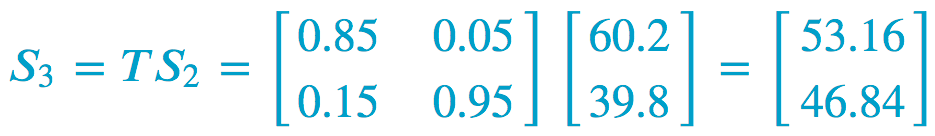 S₃ = TS₂ = [0.85 0.05; 0.15 0.95] [60.2; 39.8] = [53.16; 46.84]